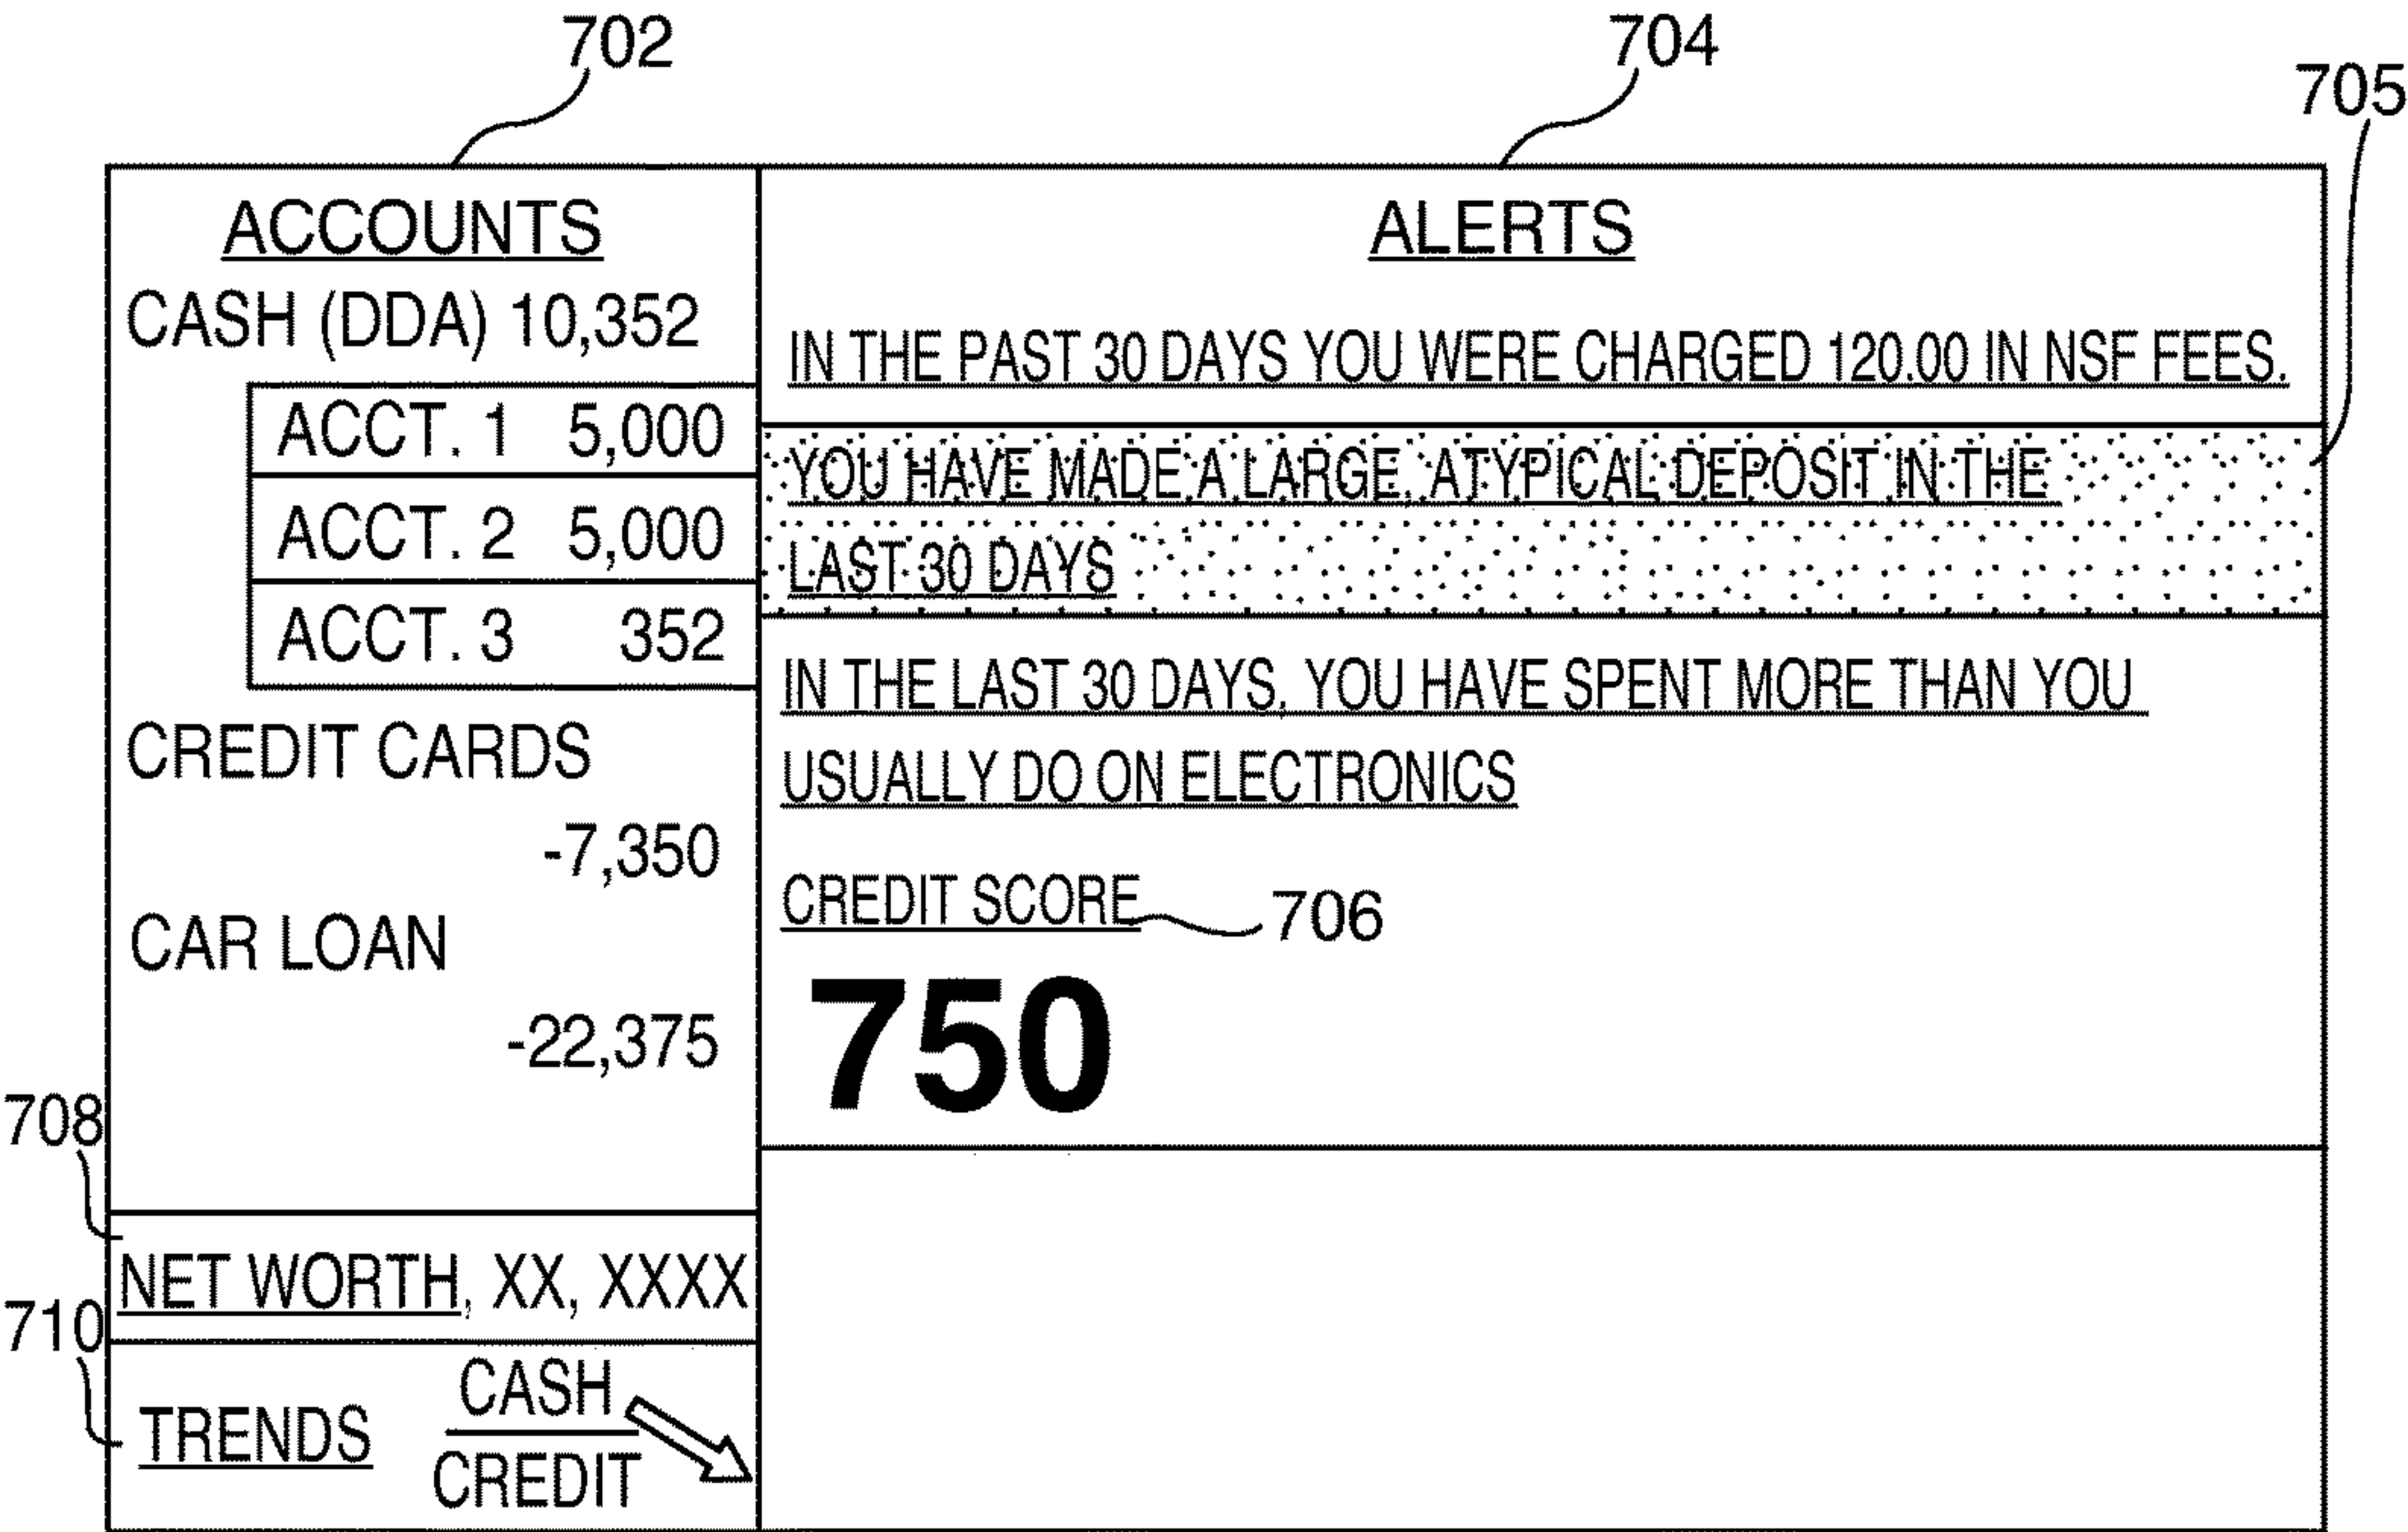 702
704
705
ACCOUNTS
CASH (DDA) 10,352
ACCT. 1 5,000
ACCT. 2 5,000
ACCT. 3 352
CREDIT CARDS
-7,350
CAR LOAN
-22,375
708
NET WORTH, XX, XXXX
710
TRENDS
CASH
CREDIT
ALERTS
IN THE PAST 30 DAYS YOU WERE CHARGED 120.00 IN NSF FEES.
YOU HAVE MADE A LARGE, ATYPICAL DEPOSIT IN THE
LAST 30 DAYS
IN THE LAST 30 DAYS, YOU HAVE SPENT MORE THAN YOU
USUALLY DO ON ELECTRONICS
CREDIT SCORE 706
750